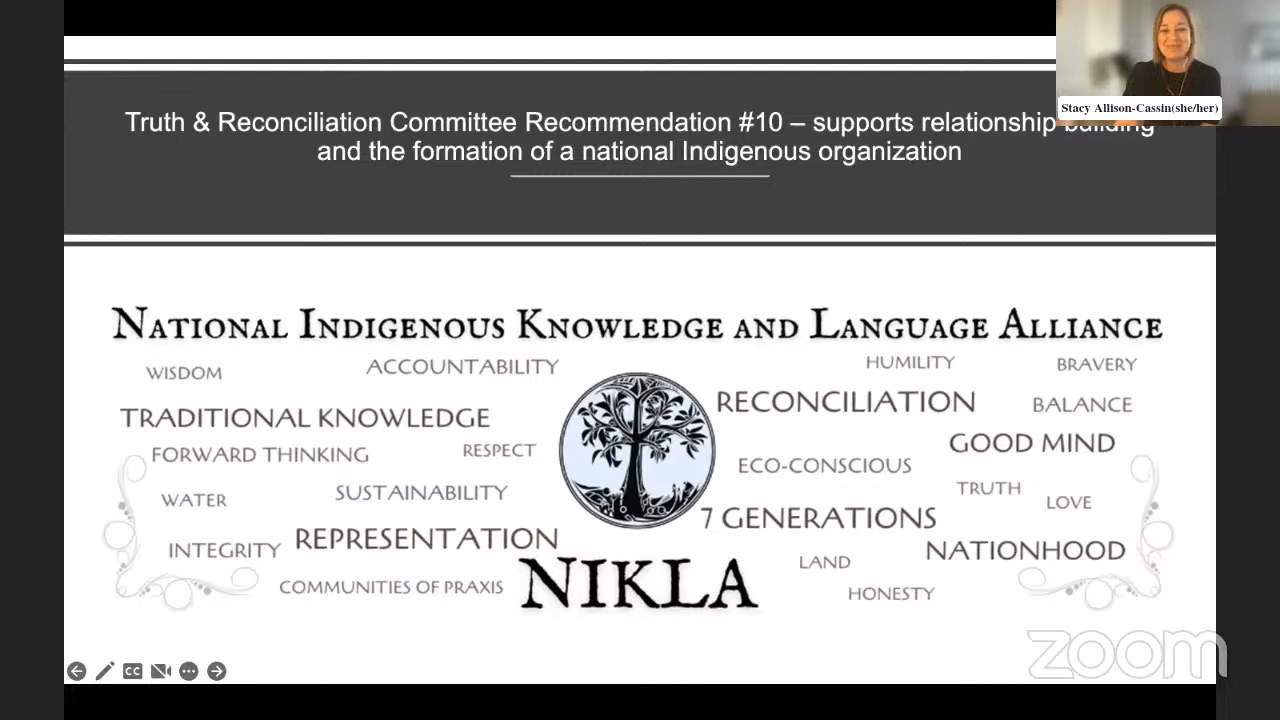 Stacy Allison-Cassin(she/her)
Truth & Reconciliation Committee Recommendation #10 – supports relationship building
and the formation of a national Indigenous organization
National Indigenous Knowledge and Language Alliance
WISDOM
ACCOUNTABILITY
HUMILITY
BRAVERY
TRADITIONAL KNOWLEDGE
RECONCILIATION
BALANCE
FORWARD THINKING
RESPECT
GOOD MIND
ECO-CONSCIOUS
WATER
SUSTAINABILITY
TRUTH
LOVE
7 GENERATIONS
INTEGRITY
REPRESENTATION
NATIONHOOD
LAND
COMMUNITIES OF PRAXIS
NIKLA
HONESTY
zoom
CC